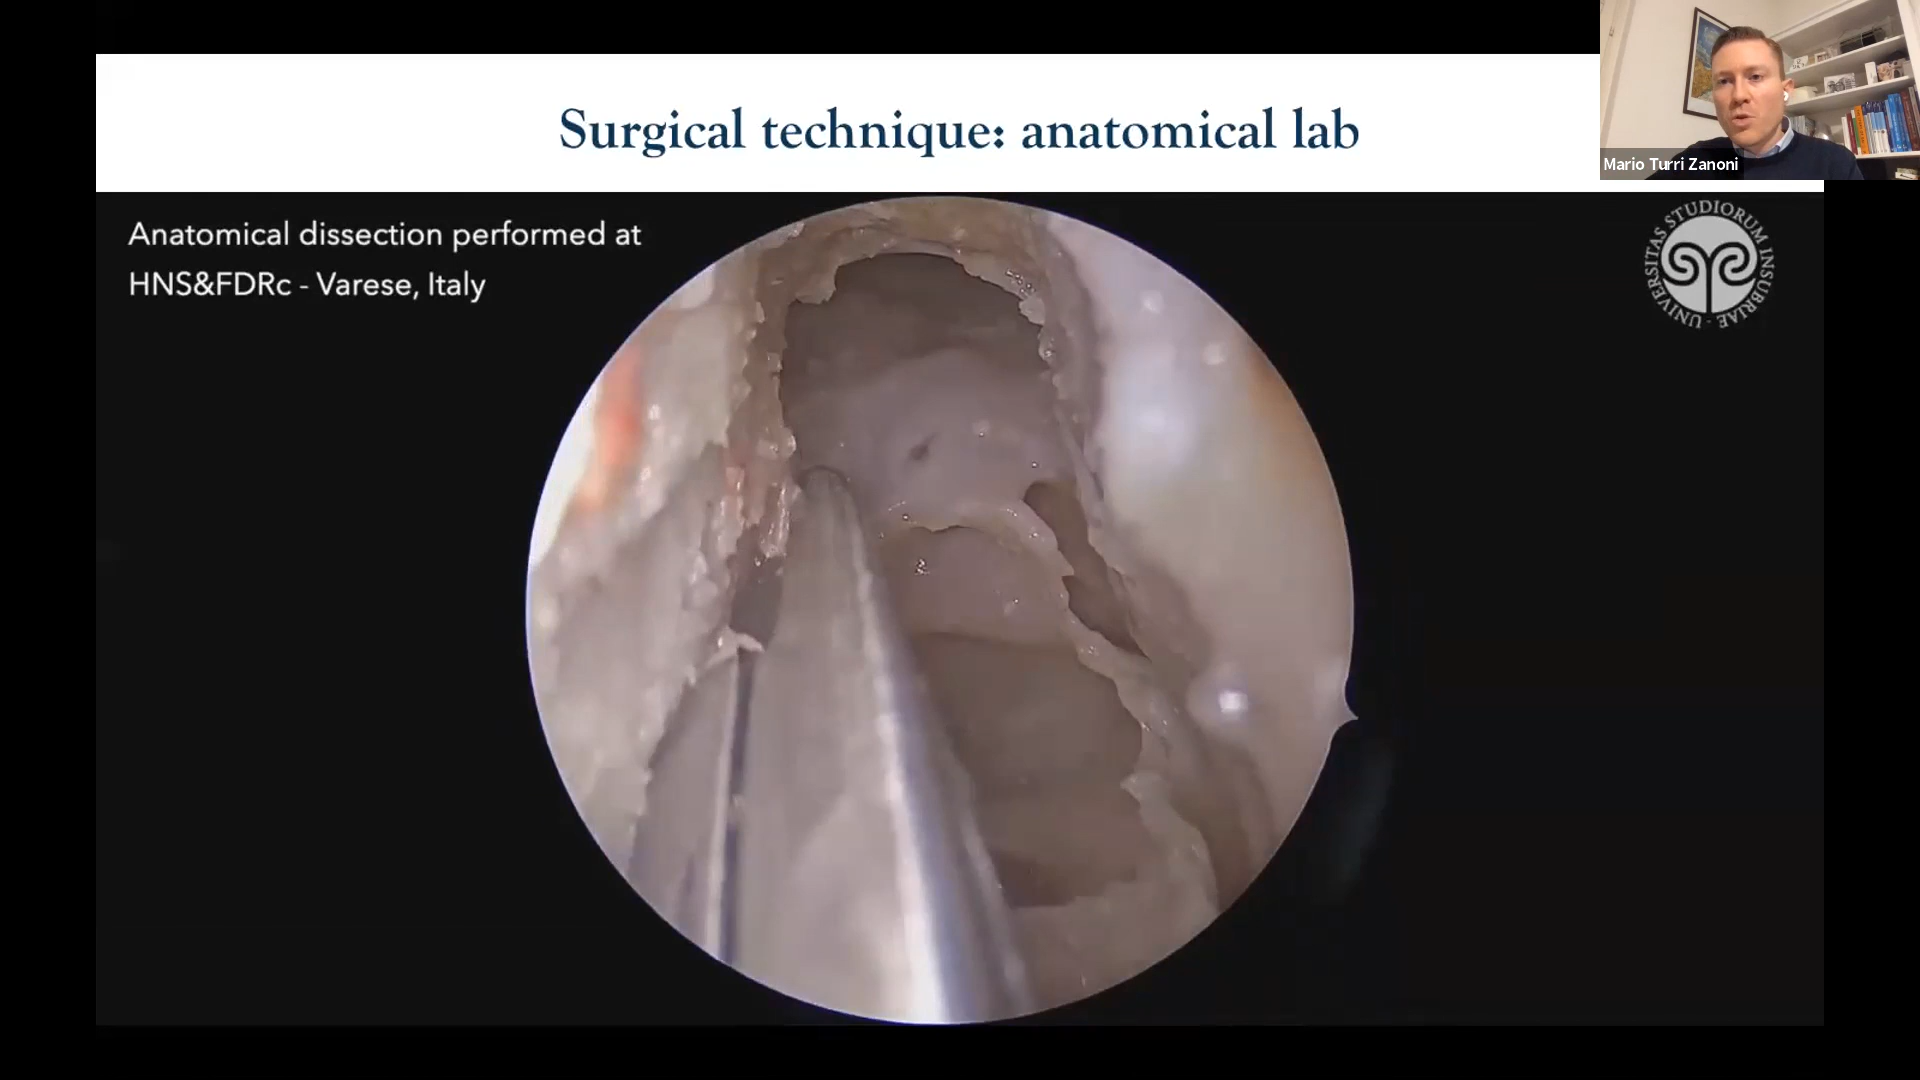 Surgical technique: anatomical lab
Mario Turri Zanoni
Anatomical dissection performed at
HNS&FDRc - Varese, Italy
UNIVERSITAS STUDIORUM INSUBRIAE